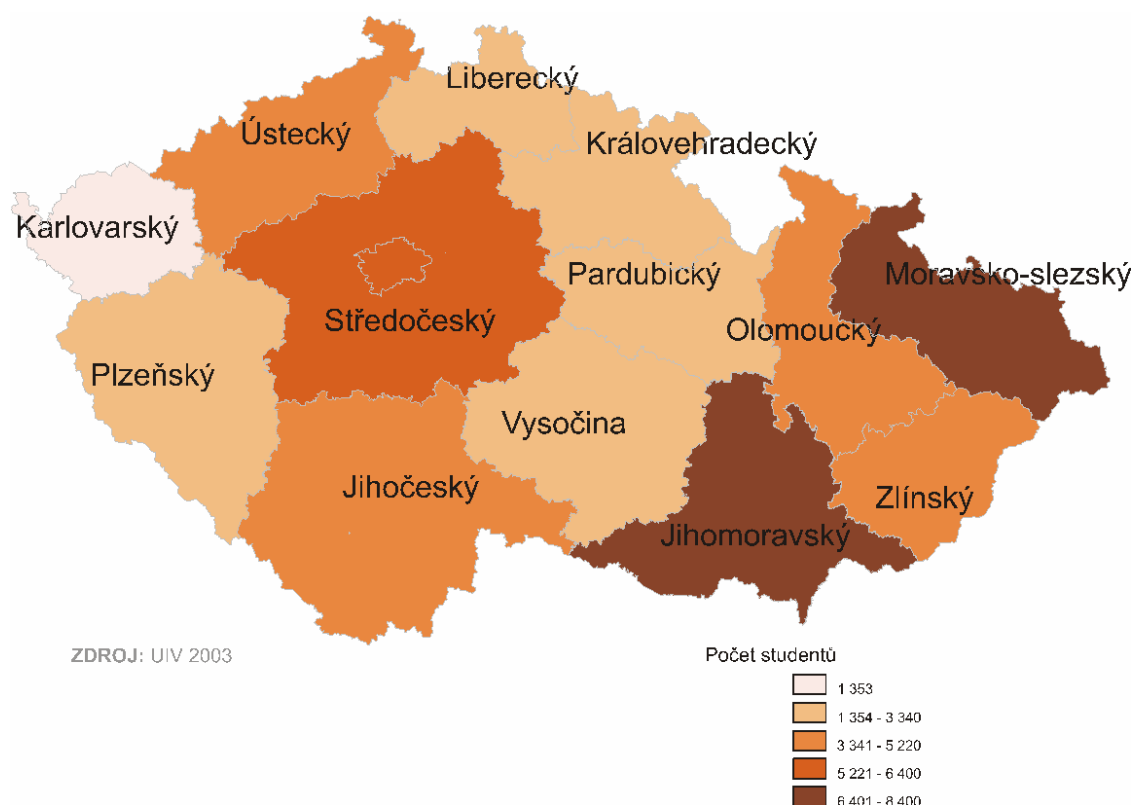 Liberecký
Ústecký
Královehradecký
Karlovarský
Pardubický
Moravsko-slezský
Středočeský
Olomoucký
Plzeňský
Vysočina
Jihočeský
Zlínský
Jihomoravský
ZDROJ: UIV 2003
Počet studentů
1 353
1 354 - 3 340
3 341 - 5 220
5 221 - 6 400
6 401 - 8 400